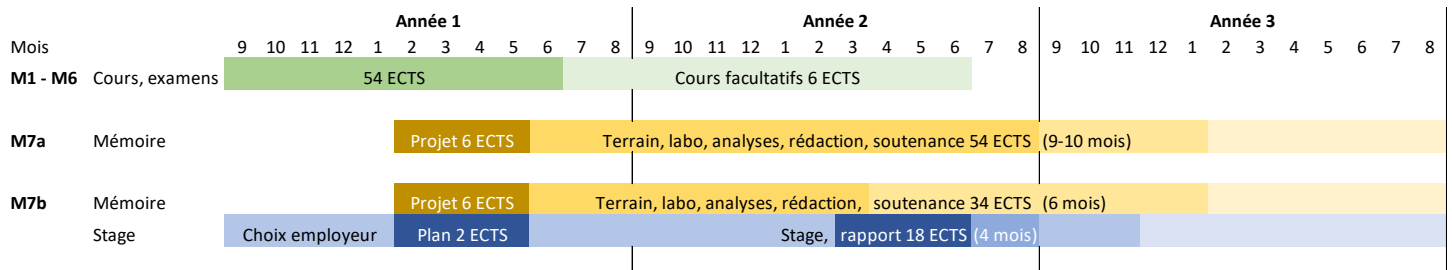 Année 1 Année 2 Année 3
Mois 9 10 11 12 1 2 3 4 5 6 7 8 9 10 11 12 1 2 3 4 5 6 7 8 9 10 11 12 1 2 3 4 5 6 7 8
M1 - M6 Cours, examens 54 ECTS Cours facultatifs 6 ECTS
M7a Mémoire Projet 6 ECTS Terrain, labo, analyses, rédaction, soutenance 54 ECTS (9-10 mois)
M7b Mémoire Projet 6 ECTS Terrain, labo, analyses, rédaction, soutenance 34 ECTS (6 mois)
Stage Choix employeur Plan 2 ECTS Stage, rapport 18 ECTS (4 mois)